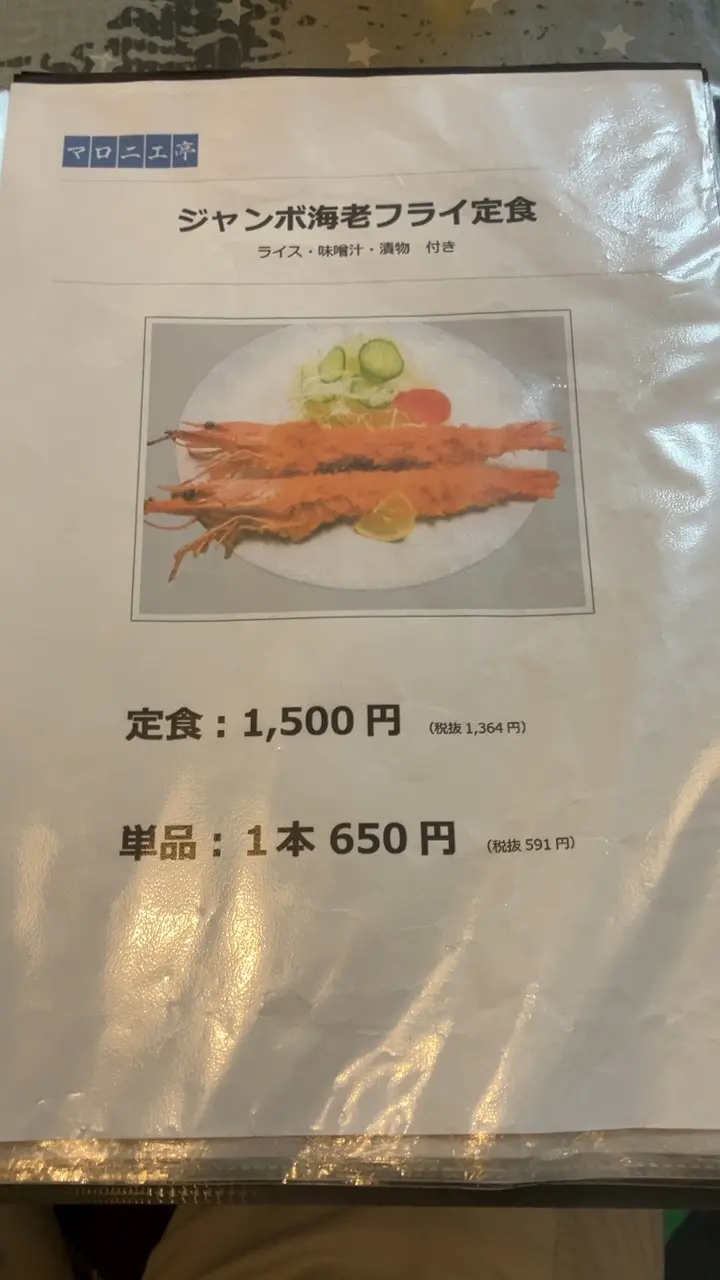 マロニエ亭
ジャンボ海老フライ定食
ライス・味噌汁・漬物　付き
定食：1,500 円 （税抜 1,364 円）
単品：１本 650 円 （税抜 591 円）